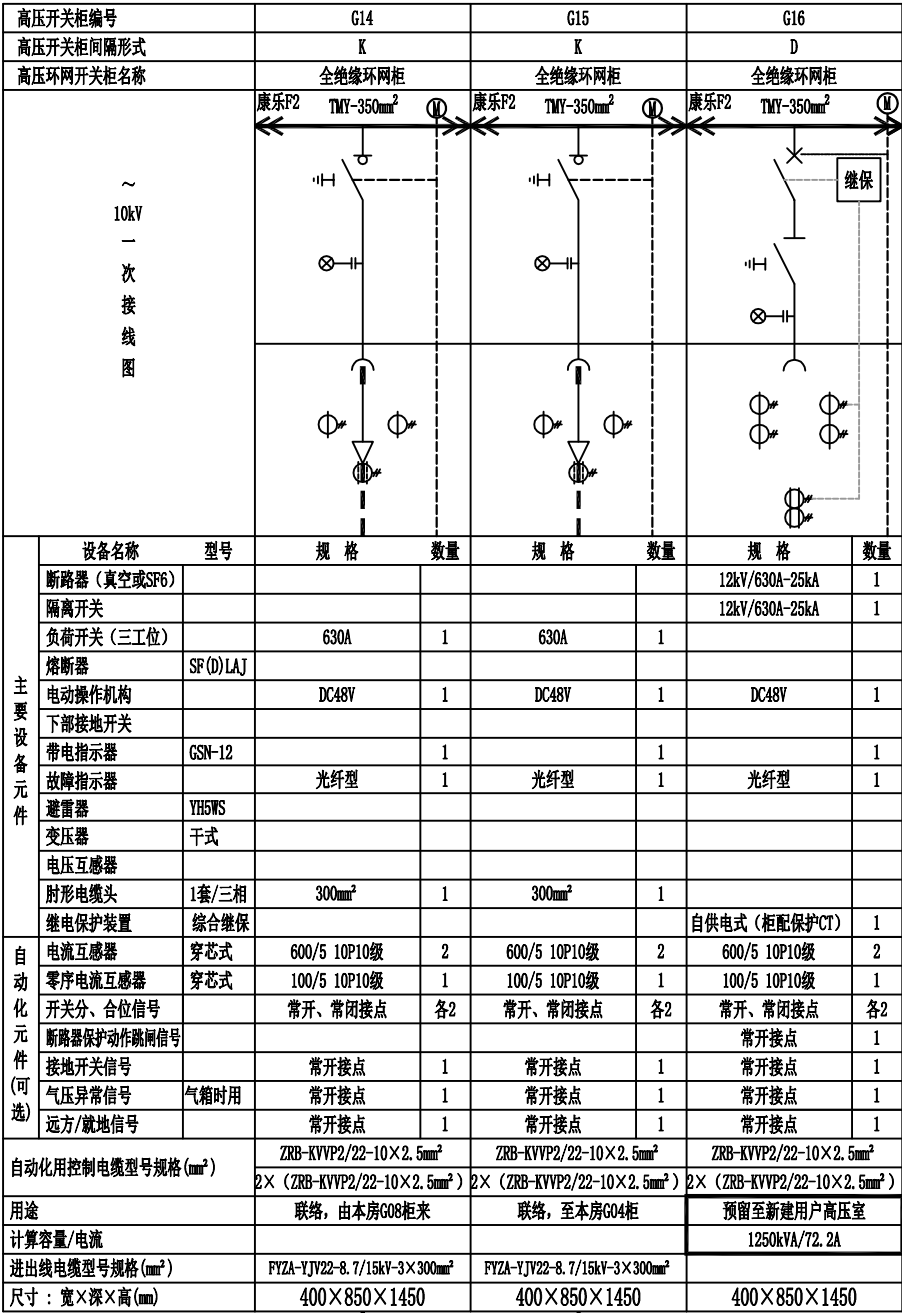 高压开关柜编号 G14 G15 G16
高压开关柜间隔形式 K K D
高压环网开关柜名称 全绝缘环网柜 全绝缘环网柜 全绝缘环网柜
康乐F2 TMY-350mm² M 康乐F2 TMY-350mm² M 康乐F2 TMY-350mm² M
继保
~
10kV
一
次
接
线
图
设备名称 型号 规 格 数量 规 格 数量 规 格 数量
主要设备元件
断路器（真空或SF6） 12kV/630A-25kA 1
隔离开关 12kV/630A-25kA 1
负荷开关（三工位） 630A 1 630A 1
熔断器 SF(D)LAJ
电动操作机构 DC48V 1 DC48V 1 DC48V 1
下部接地开关
带电指示器 GSN-12 1 1 1
故障指示器 光纤型 1 光纤型 1 光纤型 1
避雷器 YH5WS
变压器 干式
电压互感器
肘形电缆头 1套/三相 300mm² 1 300mm² 1
继电保护装置 综合继保 自供电式（柜配保护CT） 1
自动化元件(可选)
电流互感器 穿芯式 600/5 10P10级 2 600/5 10P10级 2 600/5 10P10级 2
零序电流互感器 穿芯式 100/5 10P10级 1 100/5 10P10级 1 100/5 10P10级 1
开关分、合位信号 常开、常闭接点 各2 常开、常闭接点 各2 常开、常闭接点 各2
断路器保护动作跳闸信号 常开接点 1
接地开关信号 常开接点 1 常开接点 1 常开接点 1
气压异常信号 气箱时用 常开接点 1 常开接点 1 常开接点 1
远方/就地信号 常开接点 1 常开接点 1 常开接点 1
自动化用控制电缆型号规格(mm²) ZRB-KVVP2/22-10×2.5mm² ZRB-KVVP2/22-10×2.5mm² ZRB-KVVP2/22-10×2.5mm²
2×（ZRB-KVVP2/22-10×2.5mm²） 2×（ZRB-KVVP2/22-10×2.5mm²） 2×（ZRB-KVVP2/22-10×2.5mm²）
用途 联络，由本房G08柜来 联络，至本房G04柜 预留至新建用户高压室
计算容量/电流 1250kVA/72.2A
进出线电缆型号规格(mm²) FYZA-YJV22-8.7/15kV-3×300mm² FYZA-YJV22-8.7/15kV-3×300mm²
尺寸 : 宽×深×高(mm) 400×850×1450 400×850×1450 400×850×1450